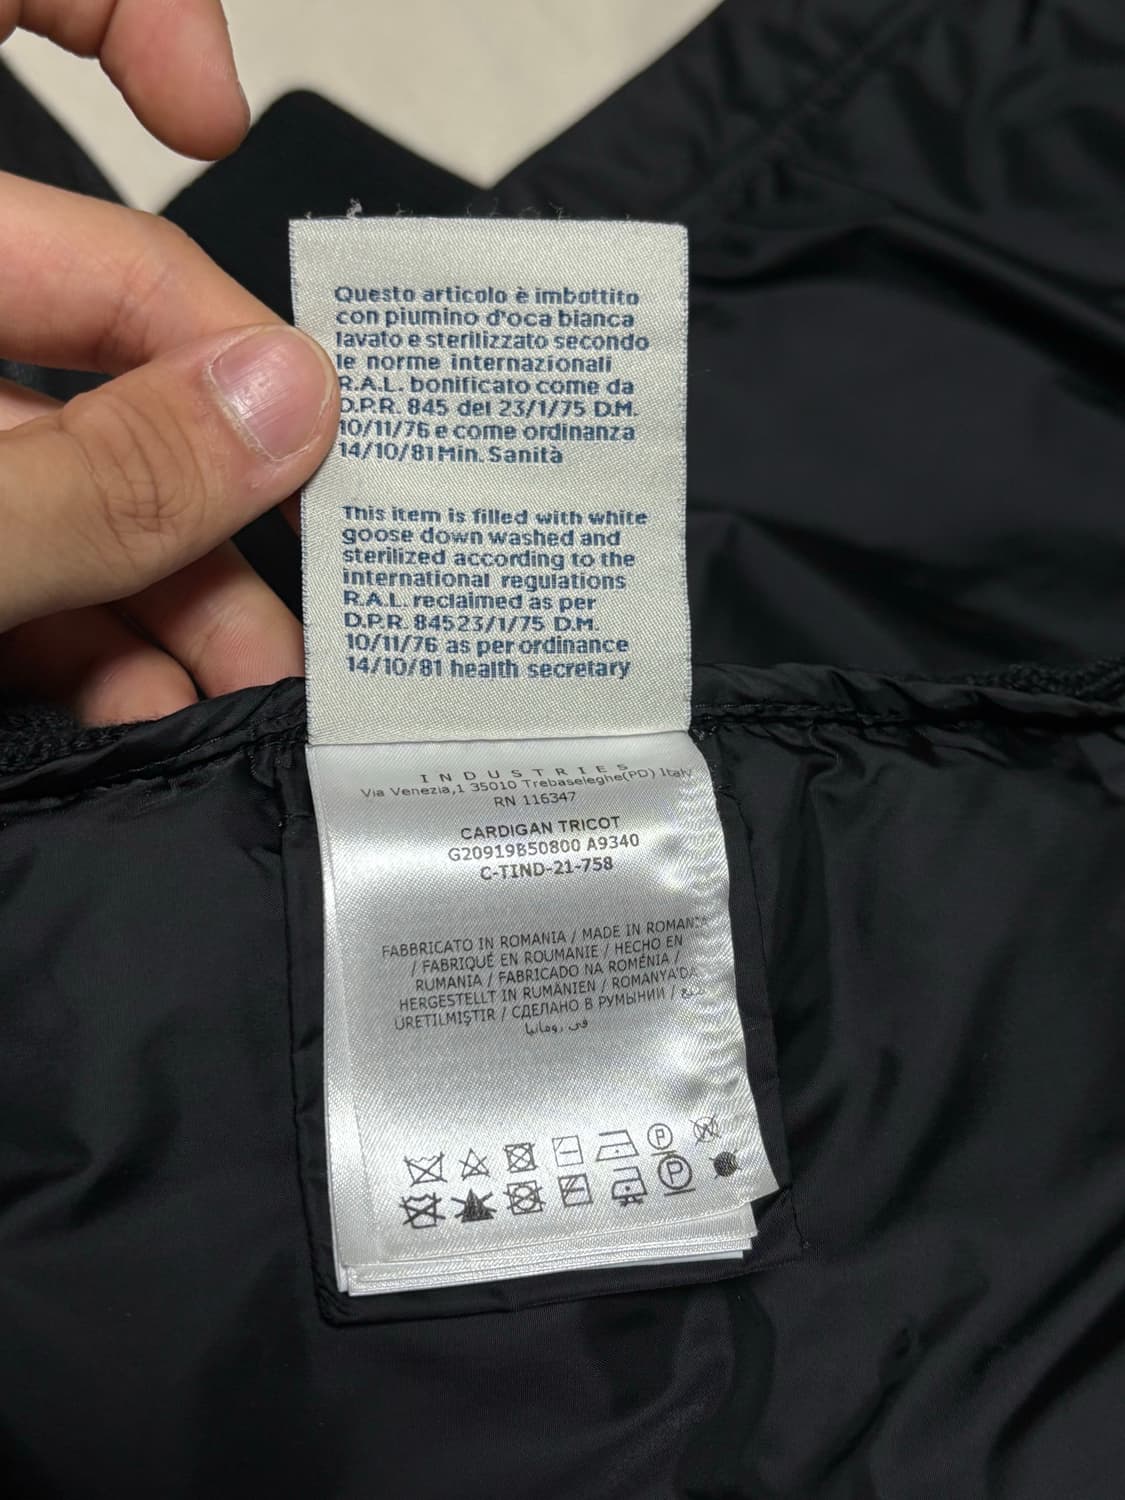 Questo articolo è imbottito
con piumino d'oca bianca
lavato e sterilizzato secondo
le norme internazionali
R.A.L. bonificato come da
D.P.R. 845 del 23/1/75 D.M.
10/11/76 e come ordinanza
14/10/81 Min. Sanità
This item is filled with white
goose down washed and
sterilized according to the
international regulations
R.A.L. reclaimed as per
D.P.R. 84523/1/75 D.M.
10/11/76 as per ordinance
14/10/81 health secretary
INDUSTRIES
Via Venezia,1 35010 Trebaseleghe(PD) Italy
RN 116347
CARDIGAN TRICOT
G20919B50800 A9340
C-TIND-21-758
FABBRICATO IN ROMANIA / MADE IN ROMANIA
/ FABRIQUÉ EN ROUMANIE / HECHO EN
RUMANIA / FABRICADO NA ROMÉNIA /
HERGESTELLT IN RUMÄNIEN / ROMANYA'DA
ÜRETILMIŞTIR / СДЕЛАНО В РУМЫНИИ /
في رومانيا
P
W
P